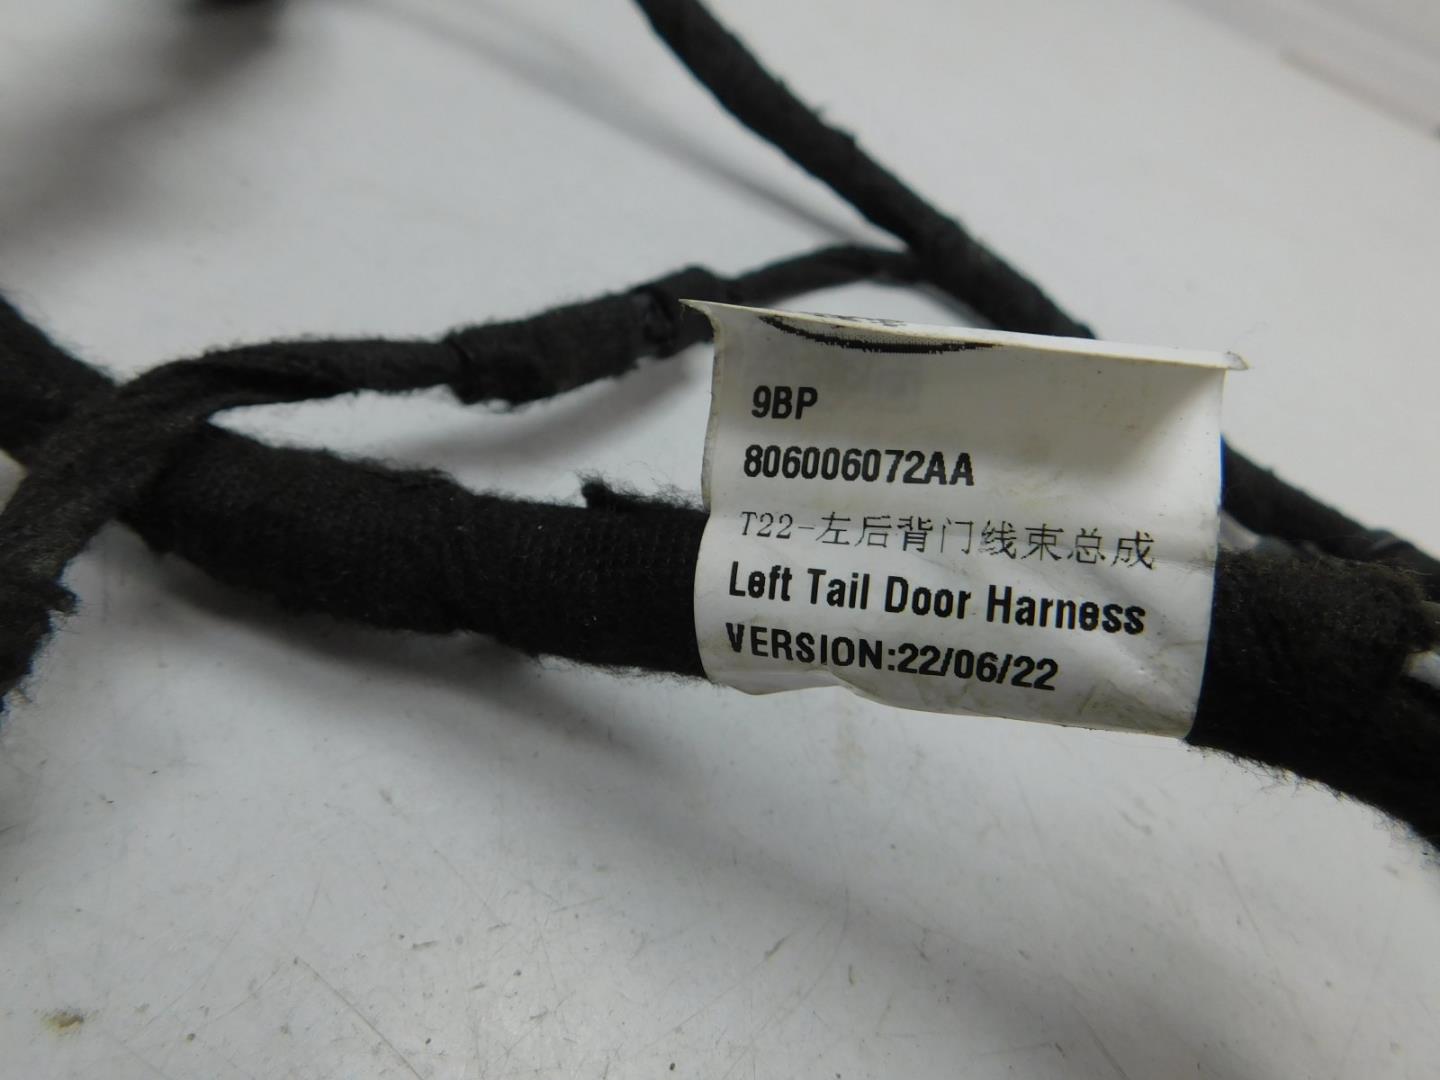 9BP
806006072AA
T22-左后背门线束总成
Left Tail Door Harness
VERSION:22/06/22